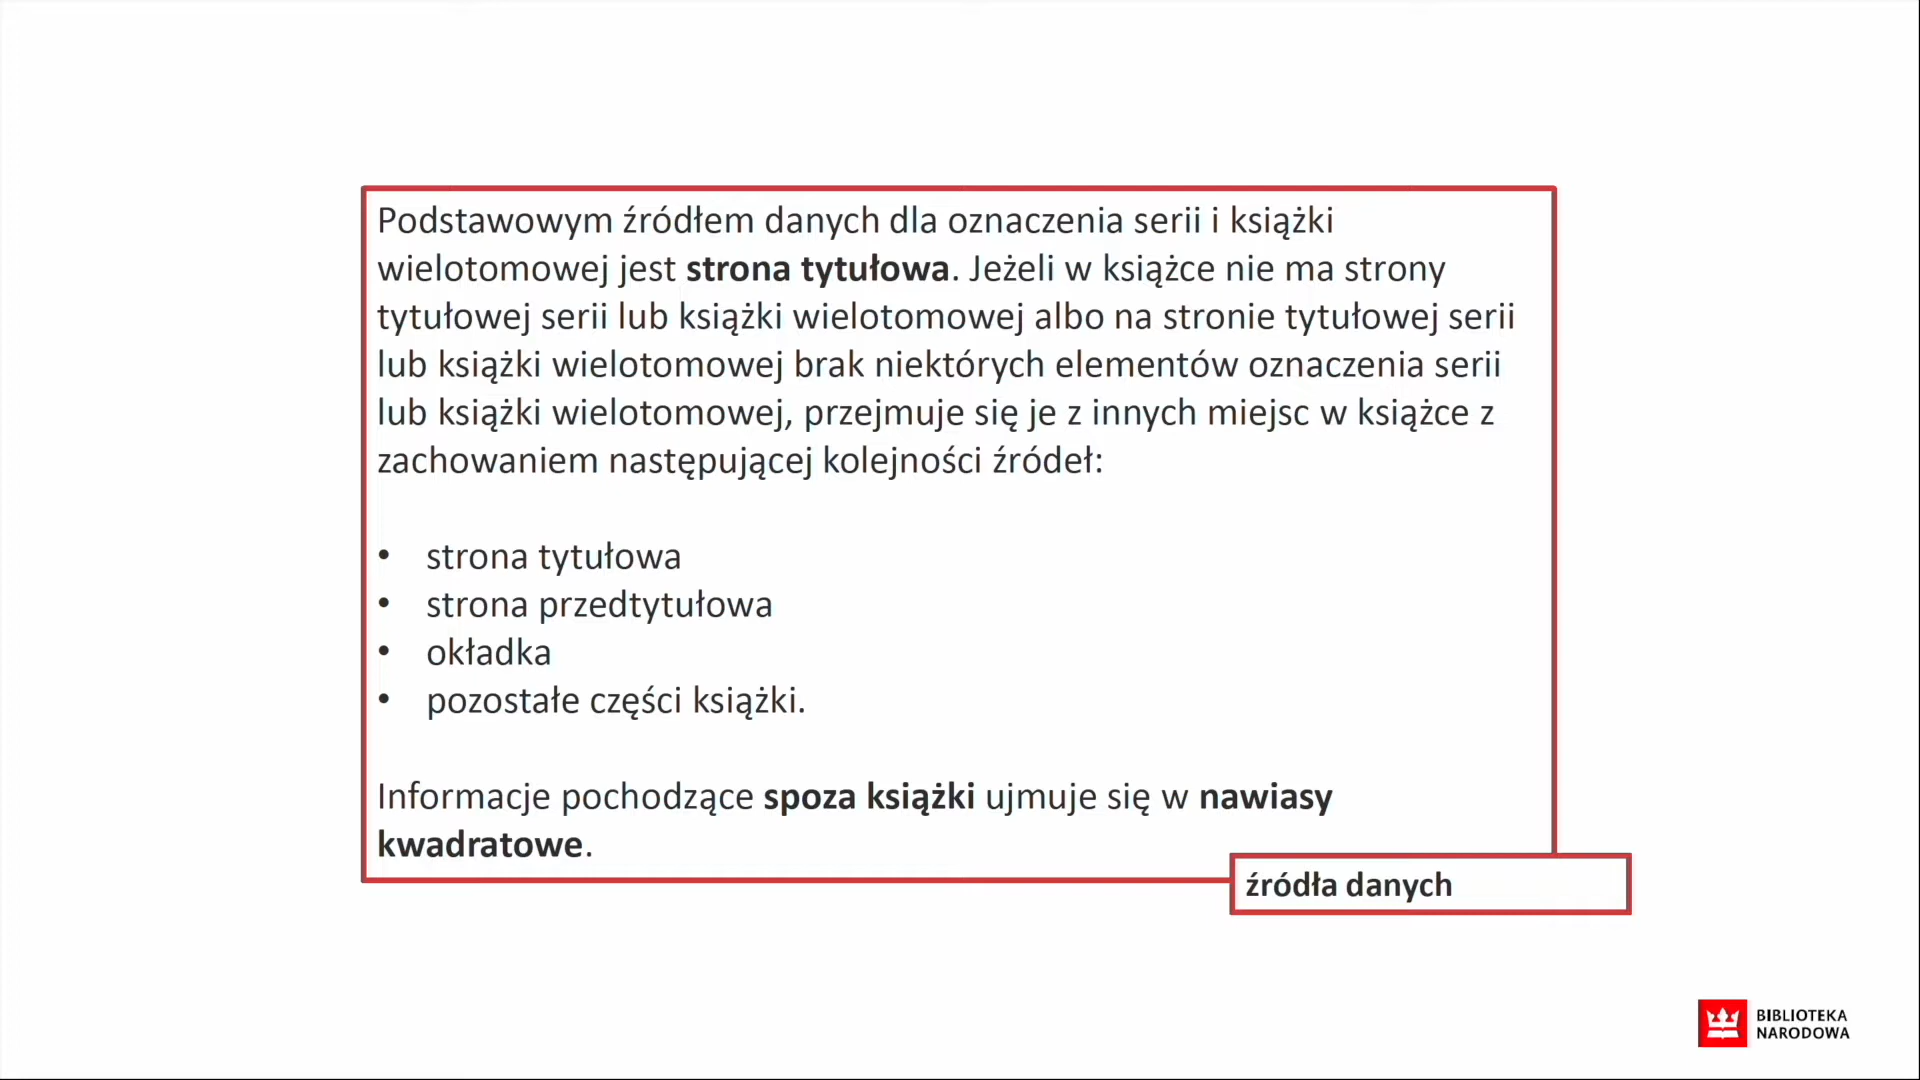 Podstawowym źródłem danych dla oznaczenia serii i książki
wielotomowej jest strona tytułowa. Jeżeli w książce nie ma strony
tytułowej serii lub książki wielotomowej albo na stronie tytułowej serii
lub książki wielotomowej brak niektórych elementów oznaczenia serii
lub książki wielotomowej, przejmuje się je z innych miejsc w książce z
zachowaniem następującej kolejności źródeł:
• strona tytułowa
• strona przedtytułowa
• okładka
• pozostałe części książki.
Informacje pochodzące spoza książki ujmuje się w nawiasy
kwadratowe.
źródła danych
BIBLIOTEKA
NARODOWA